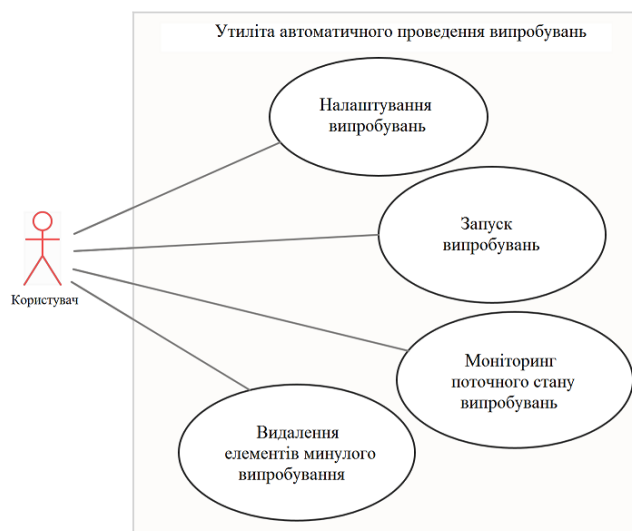 Утиліта автоматичного проведення випробувань
Налаштування
випробувань
Запуск
випробувань
Користувач
Моніторинг
поточного стану
випробувань
Видалення
елементів минулого
випробування